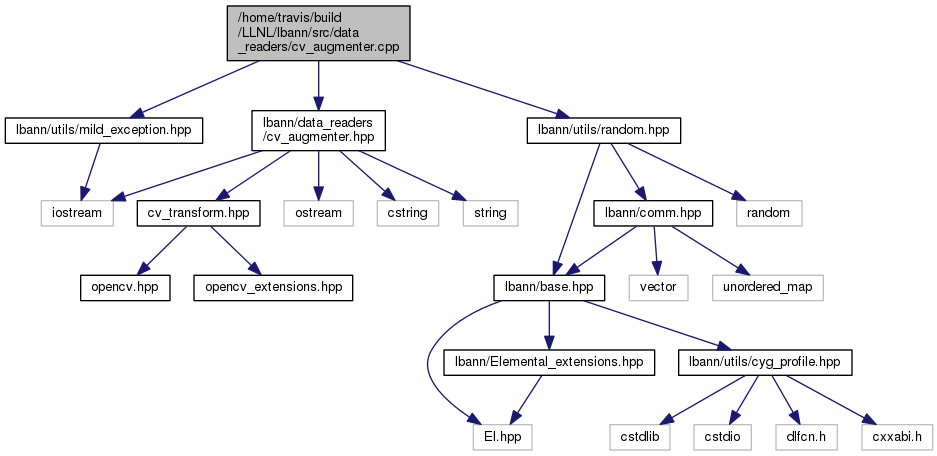 /home/travis/build
/LLNL/lbann/src/data
_readers/cv_augmenter.cpp
lbann/utils/mild_exception.hpp
lbann/data_readers
/cv_augmenter.hpp
lbann/utils/random.hpp
iostream
cv_transform.hpp
ostream
cstring
string
lbann/comm.hpp
random
opencv.hpp
opencv_extensions.hpp
lbann/base.hpp
vector
unordered_map
lbann/Elemental_extensions.hpp
lbann/utils/cyg_profile.hpp
El.hpp
cstdlib
cstdio
dlfcn.h
cxxabi.h